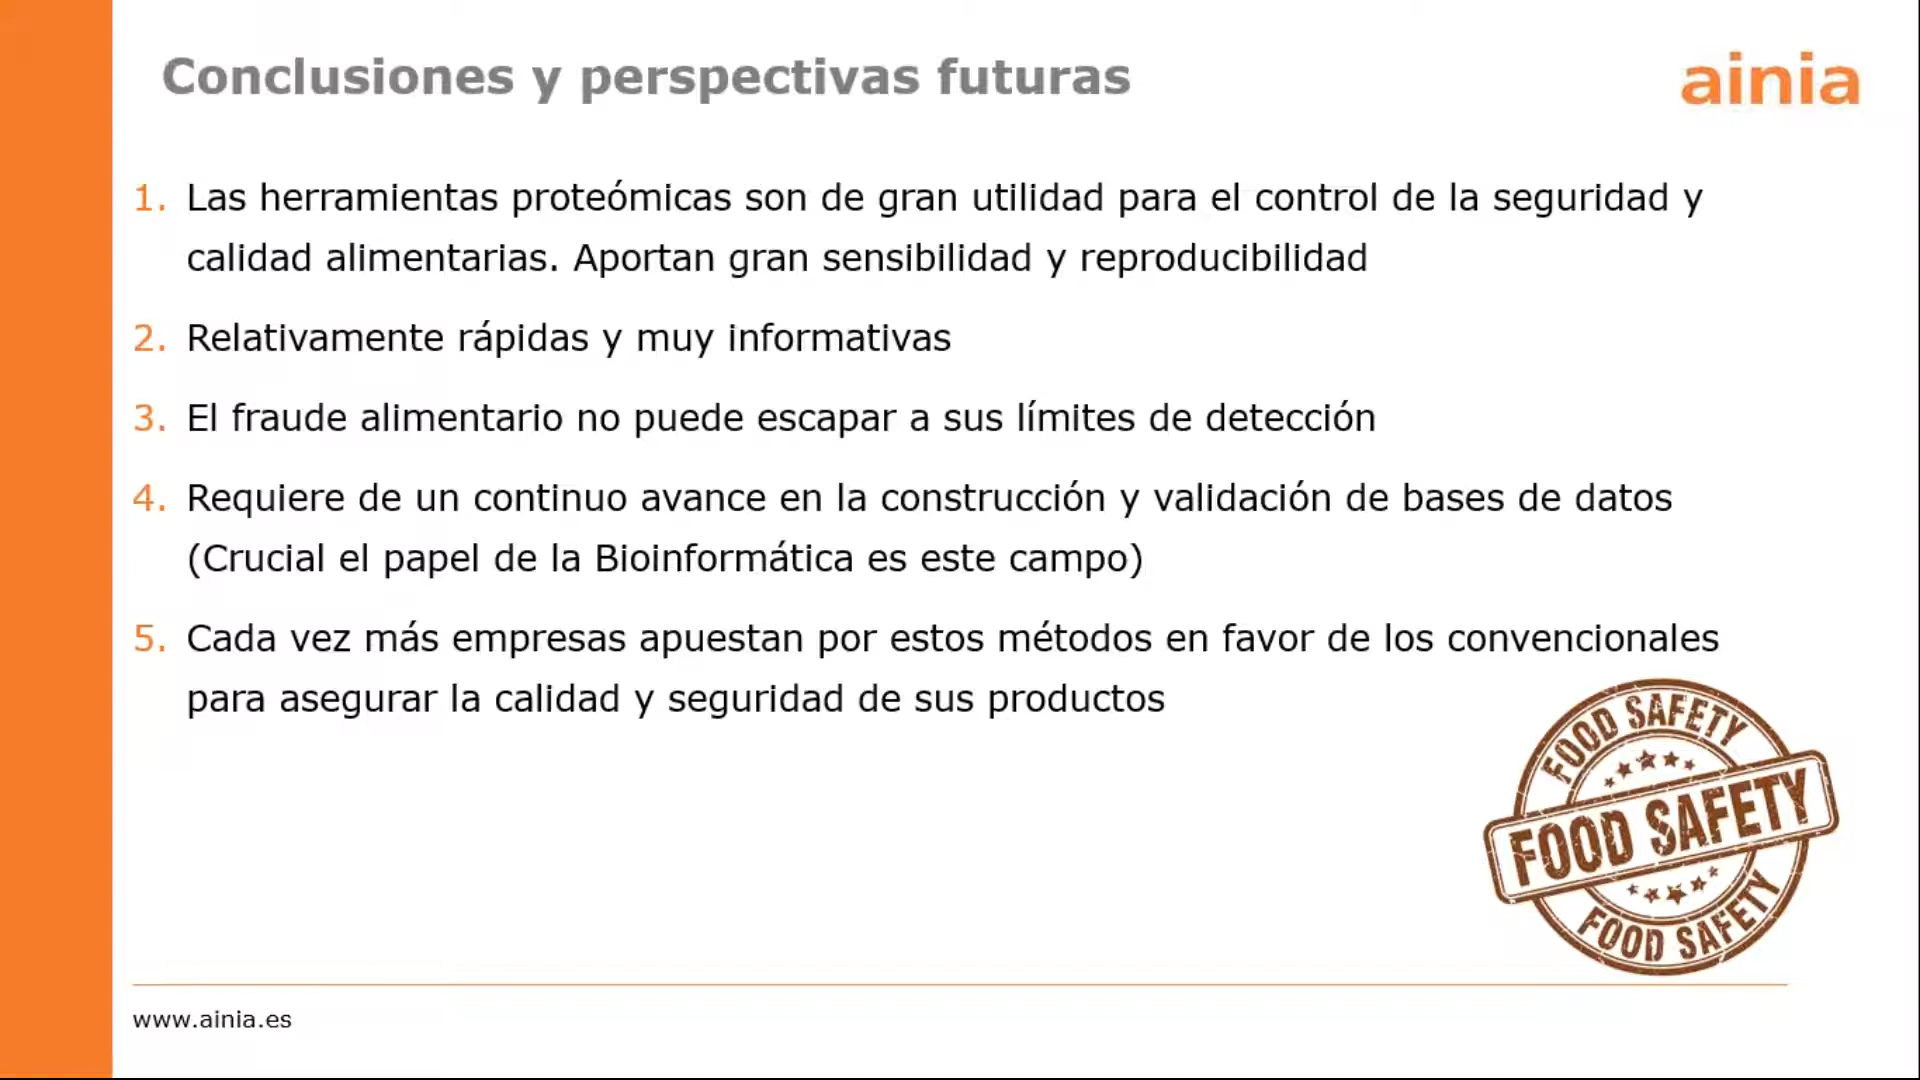 Conclusiones y perspectivas futuras
ainia
1. Las herramientas proteómicas son de gran utilidad para el control de la seguridad y
calidad alimentarias. Aportan gran sensibilidad y reproducibilidad
2. Relativamente rápidas y muy informativas
3. El fraude alimentario no puede escapar a sus límites de detección
4. Requiere de un continuo avance en la construcción y validación de bases de datos
(Crucial el papel de la Bioinformática es este campo)
5. Cada vez más empresas apuestan por estos métodos en favor de los convencionales
para asegurar la calidad y seguridad de sus productos
FOOD SAFETY
FOOD SAFETY
FOOD SAFETY
www.ainia.es